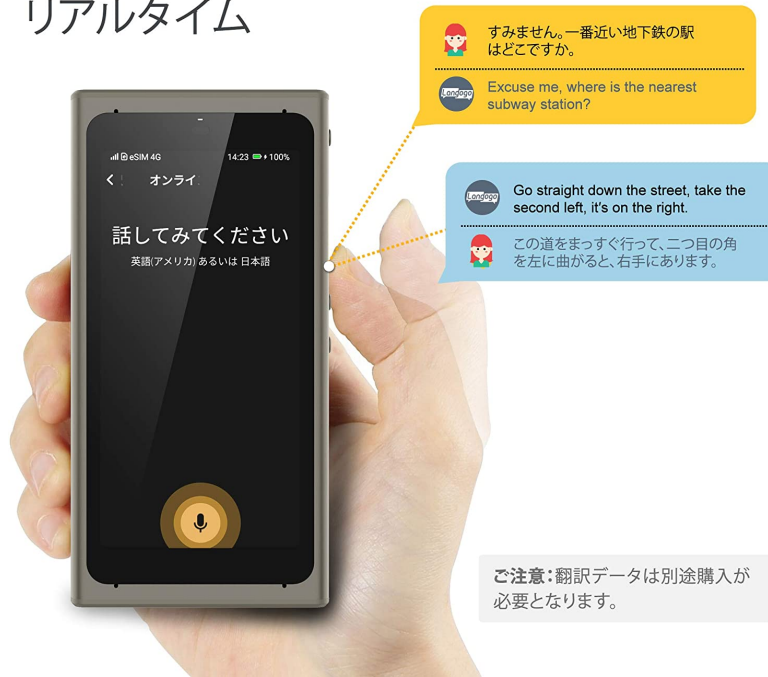 リアルタイム
すみません。一番近い地下鉄の駅
はどこですか。
Langogo
Excuse me, where is the nearest
subway station?
Langogo
Go straight down the street, take the
second left, it's on the right.
この道をまっすぐ行って、二つ目の角
を左に曲がると、右手にあります。
eSIM 4G 14:23 100%
オンライ
話してみてください
英語(アメリカ) あるいは 日本語
ご注意：翻訳データは別途購入が
必要となります。